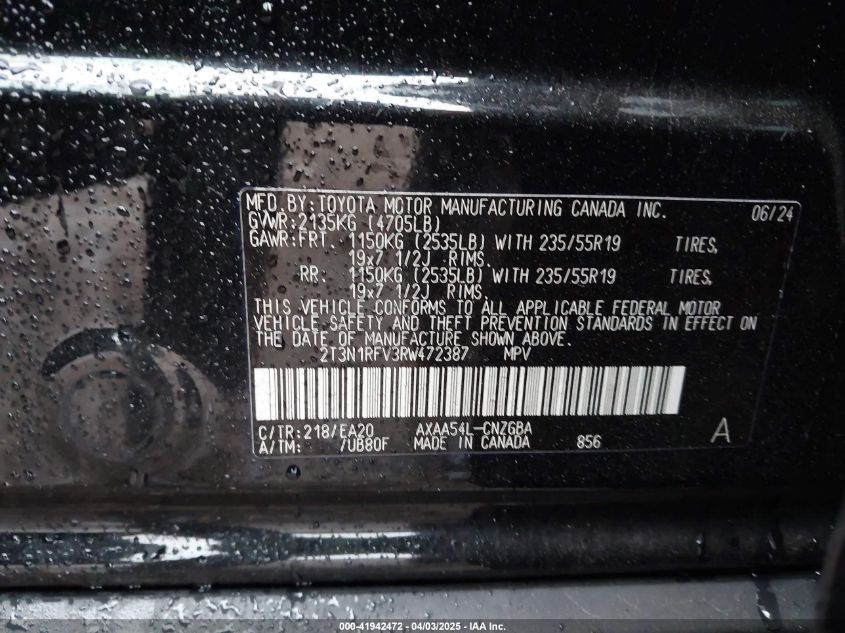 MFD. BY:TOYOTA MOTOR MANUFACTURING CANADA INC. 06/24
GVWR:2135KG (4705LB)
GAWR:FRT. 1150KG (2535LB) WITH 235/55R19 TIRES,
19x7 1/2J RIMS.
RR: 1150KG (2535LB) WITH 235/55R19 TIRES,
19x7 1/2J RIMS.
THIS VEHICLE CONFORMS TO ALL APPLICABLE FEDERAL MOTOR
VEHICLE SAFETY AND THEFT PREVENTION STANDARDS IN EFFECT ON
THE DATE OF MANUFACTURE SHOWN ABOVE.
2T3N1RFV3RW472387 MPV
C/TR:218/EA20 AXAA54L-CNZGBA A
A/TM: /UB80F MADE IN CANADA 856
000-41942472 - 04/03/2025 - IAA Inc.